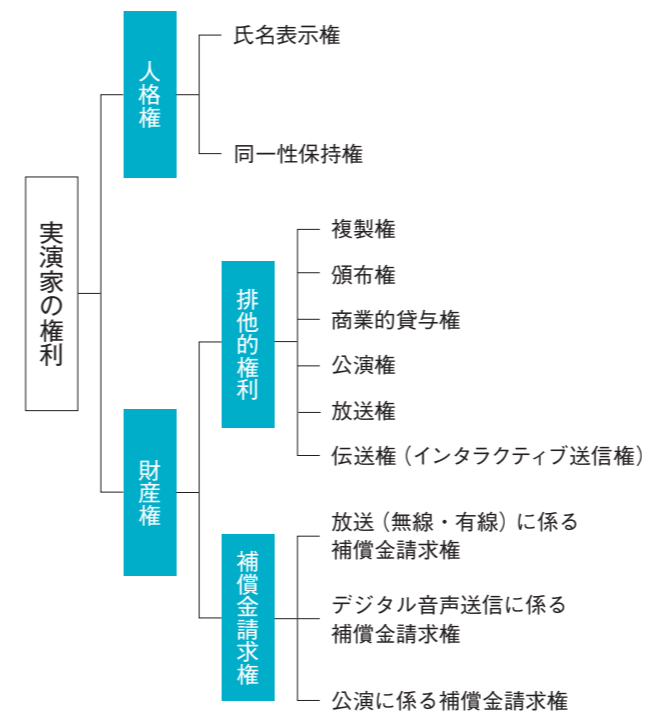 実演家の権利
人格権
氏名表示権
同一性保持権
財産権
排他的権利
複製権
頒布権
商業的貸与権
公演権
放送権
伝送権（インタラクティブ送信権）
補償金請求権
放送（無線・有線）に係る
補償金請求権
デジタル音声送信に係る
補償金請求権
公演に係る補償金請求権